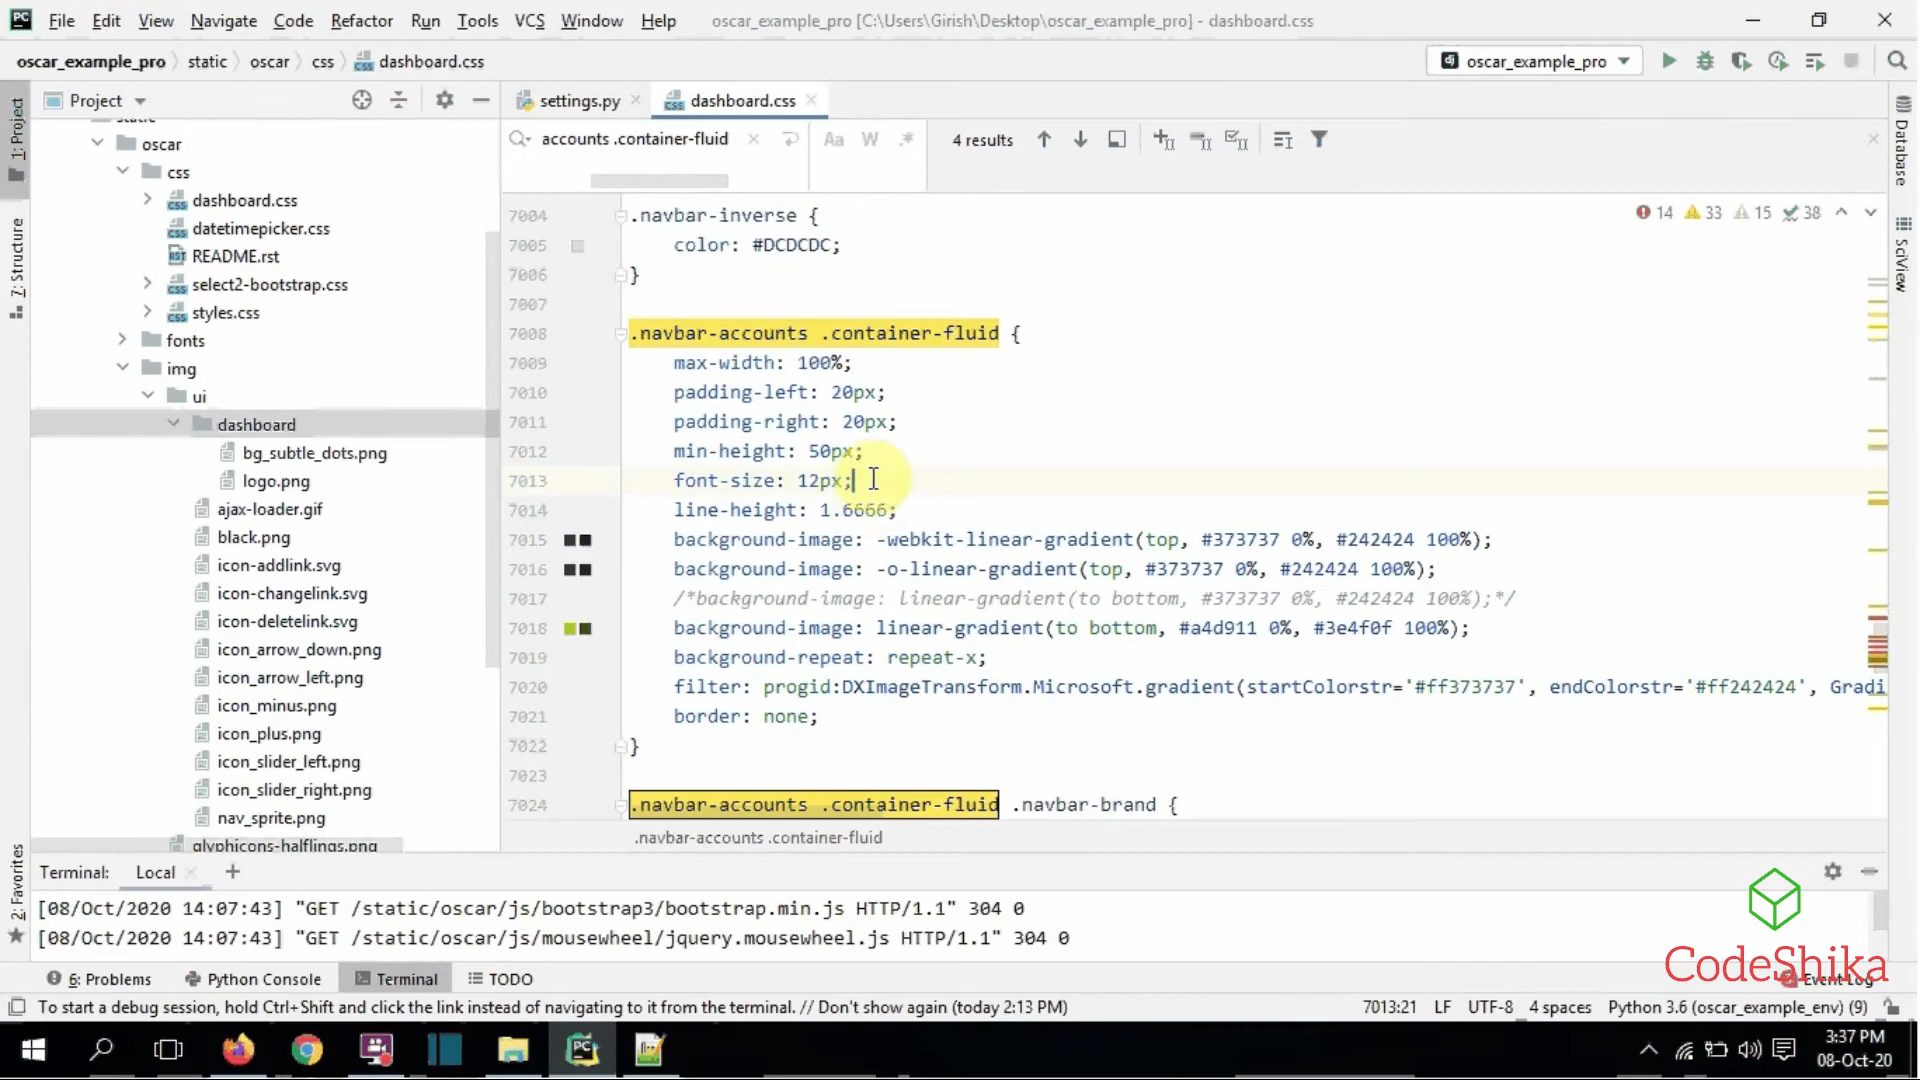 File Edit View Navigate Code Refactor Run Tools VCS Window Help oscar_example_pro [C:\Users\Girish\Desktop\oscar_example_pro] - dashboard.css
oscar_example_pro static oscar css dashboard.css oscar_example_pro
Project settings.py dashboard.css
accounts .container-fluid Aa W .* 4 results
1: Project
7: Structure
2: Favorites
Database
SciView
oscar
css
dashboard.css
datetimepicker.css
README.rst
select2-bootstrap.css
styles.css
fonts
img
ui
dashboard
bg_subtle_dots.png
logo.png
ajax-loader.gif
black.png
icon-addlink.svg
icon-changelink.svg
icon-deletelink.svg
icon_arrow_down.png
icon_arrow_left.png
icon_minus.png
icon_plus.png
icon_slider_left.png
icon_slider_right.png
nav_sprite.png
glyphicons-halflings.png
14 33 15 38
7004 .navbar-inverse {
7005 color: #DCDCDC;
7006 }
7007
7008 .navbar-accounts .container-fluid {
7009 max-width: 100%;
7010 padding-left: 20px;
7011 padding-right: 20px;
7012 min-height: 50px;
7013 font-size: 12px;
7014 line-height: 1.6666;
7015 background-image: -webkit-linear-gradient(top, #373737 0%, #242424 100%);
7016 background-image: -o-linear-gradient(top, #373737 0%, #242424 100%);
7017 /*background-image: linear-gradient(to bottom, #373737 0%, #242424 100%);*/
7018 background-image: linear-gradient(to bottom, #a4d911 0%, #3e4f0f 100%);
7019 background-repeat: repeat-x;
7020 filter: progid:DXImageTransform.Microsoft.gradient(startColorstr='#ff373737', endColorstr='#ff242424', Gradi
7021 border: none;
7022 }
7023
7024 .navbar-accounts .container-fluid .navbar-brand {
.navbar-accounts .container-fluid
Terminal: Local +
[08/Oct/2020 14:07:43] "GET /static/oscar/js/bootstrap3/bootstrap.min.js HTTP/1.1" 304 0
[08/Oct/2020 14:07:43] "GET /static/oscar/js/mousewheel/jquery.mousewheel.js HTTP/1.1" 304 0
CodeShika
6: Problems Python Console Terminal TODO Event Log
To start a debug session, hold Ctrl+Shift and click the link instead of navigating to it from the terminal. // Don't show again (today 2:13 PM) 7013:21 LF UTF-8 4 spaces Python 3.6 (oscar_example_env) (9)
3:37 PM
08-Oct-20